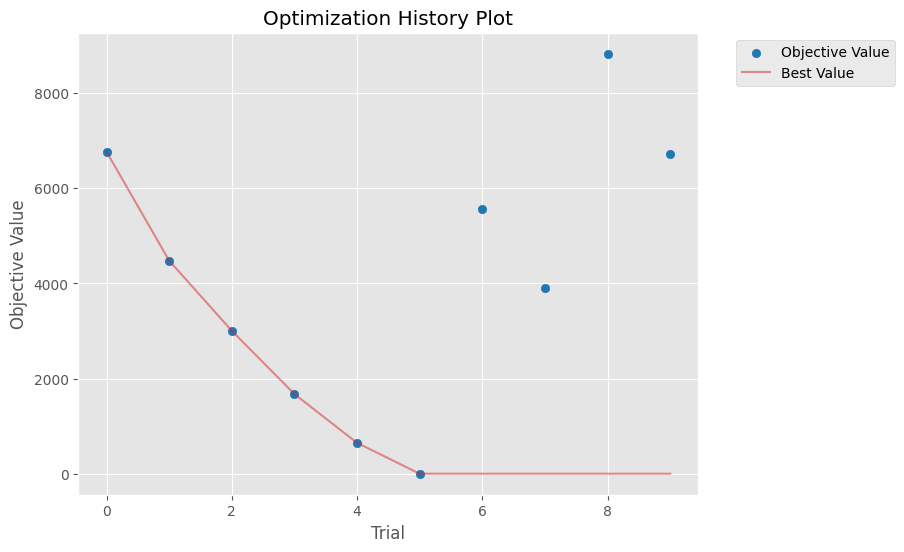 Optimization History Plot
Objective Value
Best Value
8000
6000
4000
2000
0
Objective Value
0
2
4
6
8
Trial